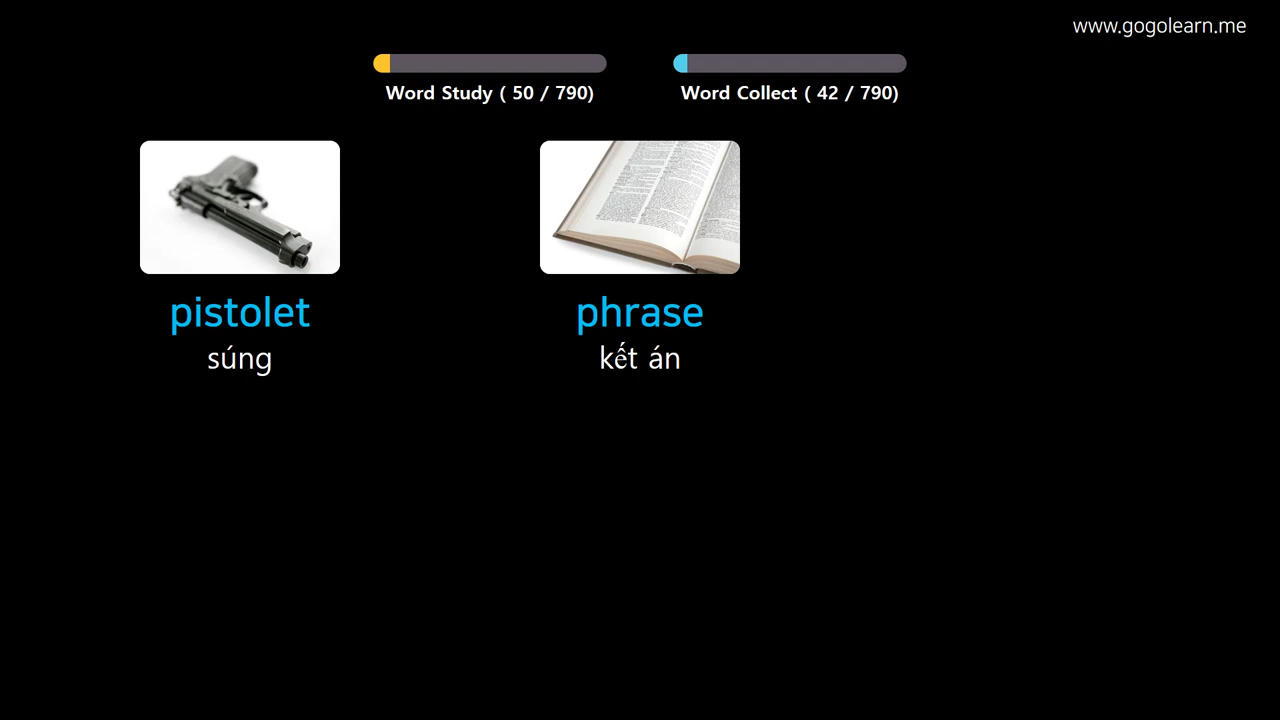 www.gogolearn.me
Word Study ( 50 / 790)
Word Collect ( 42 / 790)
pistolet
súng
phrase
kết án